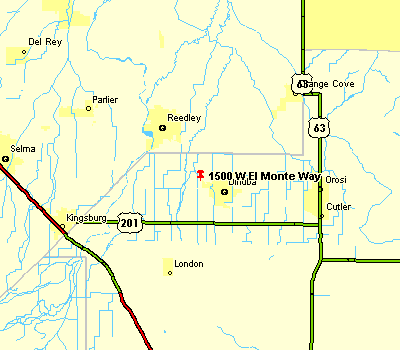 Del Rey
63
Orange Cove
Parlier
Reedley
63
Selma
1500 W El Monte Way
Dinuba
Orosi
Kingsburg
201
Cutler
London